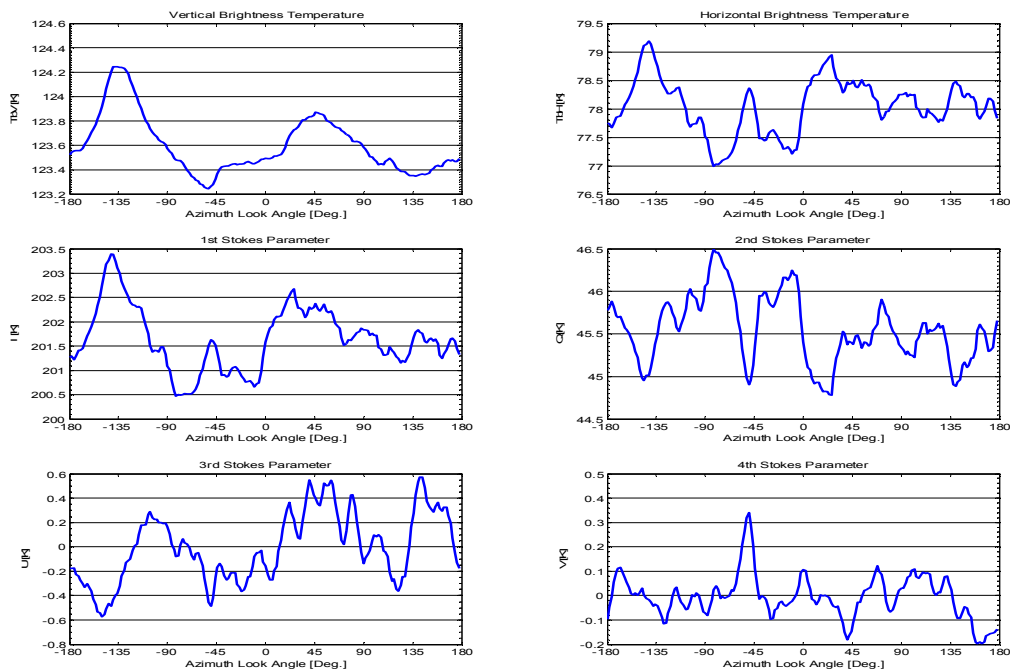 Vertical Brightness Temperature
124.6
124.4
124.2
124
123.8
123.6
123.4
123.2
TbV[K]
-180 -135 -90 -45 0 45 90 135 180
Azimuth Look Angle [Deg.]
Horizontal Brightness Temperature
79.5
79
78.5
78
77.5
77
76.5
TbH[K]
-180 -135 -90 -45 0 45 90 135 180
Azimuth Look Angle [Deg.]
1st Stokes Parameter
203.5
203
202.5
202
201.5
201
200.5
200
I[K]
-180 -135 -90 -45 0 45 90 135 180
Azimuth Look Angle [Deg.]
2nd Stokes Parameter
46.5
46
45.5
45
44.5
Q[K]
-180 -135 -90 -45 0 45 90 135 180
Azimuth Look Angle [Deg.]
3rd Stokes Parameter
0.6
0.4
0.2
0
-0.2
-0.4
-0.6
-0.8
U[K]
-180 -135 -90 -45 0 45 90 135 180
Azimuth Look Angle [Deg.]
4th Stokes Parameter
0.5
0.4
0.3
0.2
0.1
0
-0.1
-0.2
V[K]
-180 -135 -90 -45 0 45 90 135 180
Azimuth Look Angle [Deg.]